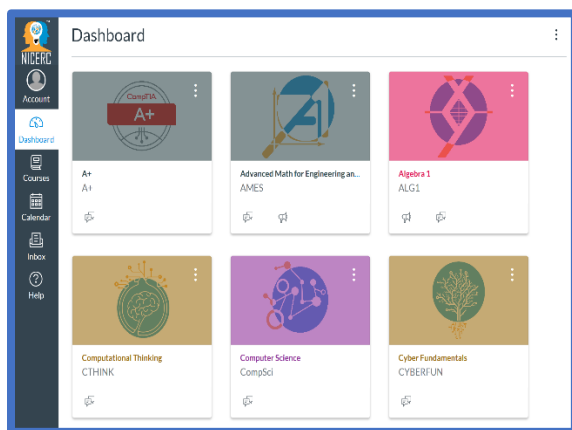 NICERC
Account
Dashboard
Courses
Calendar
Inbox
Help
Dashboard
CompTIA
A+
A+
A+
Advanced Math for Engineering an...
AMES
Algebra 1
ALG1
Computational Thinking
CTHINK
Computer Science
CompSci
Cyber Fundamentals
CYBERFUN